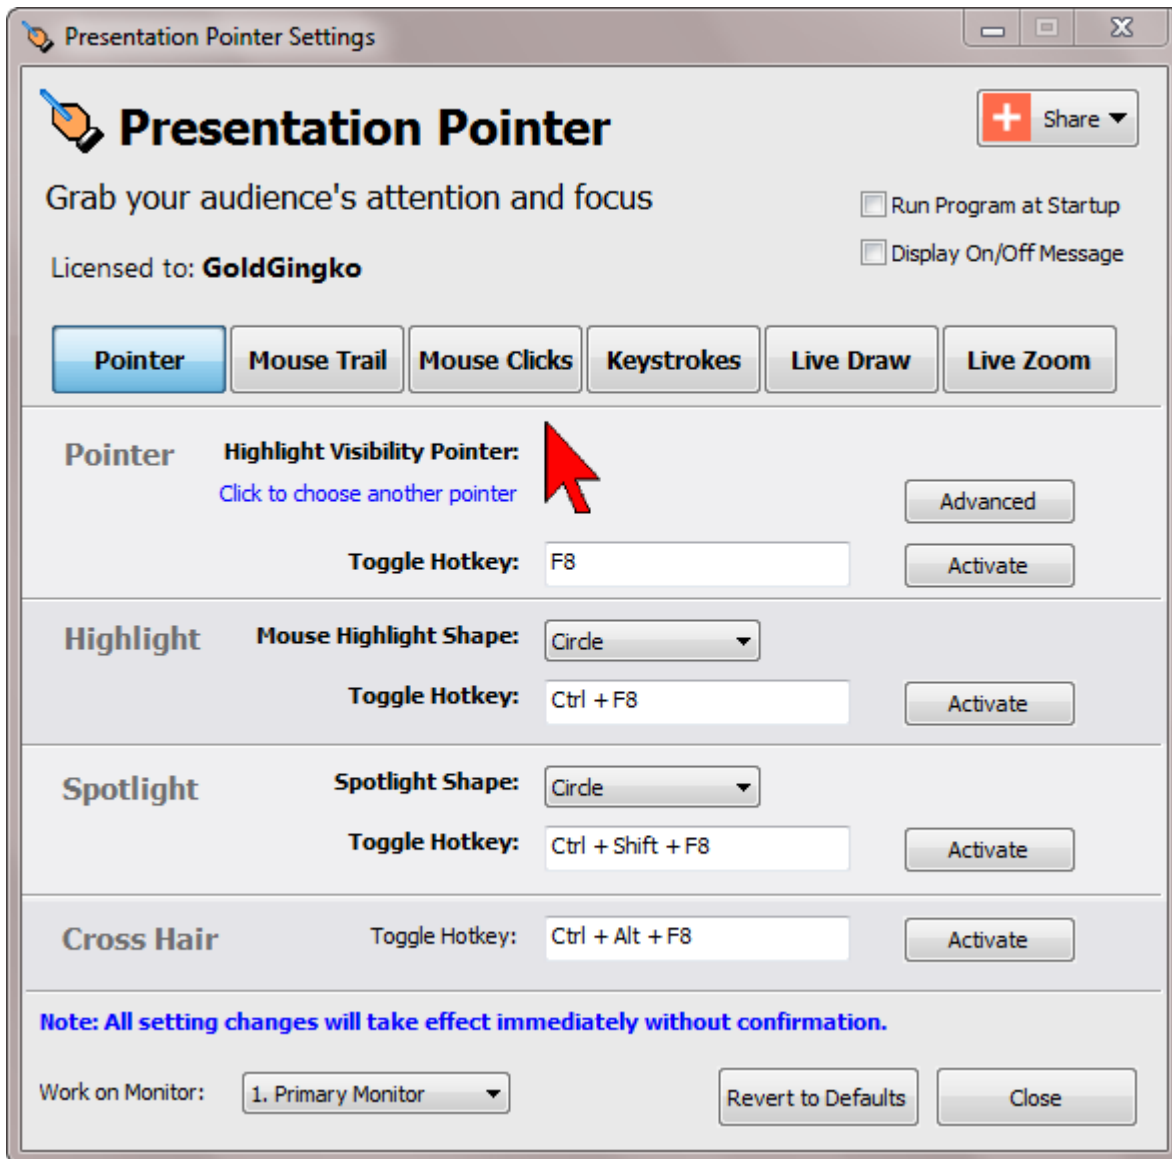 Presentation Pointer Settings
Presentation Pointer
Share
Grab your audience's attention and focus
Run Program at Startup
Display On/Off Message
Licensed to: GoldGingko
Pointer Mouse Trail Mouse Clicks Keystrokes Live Draw Live Zoom
Pointer Highlight Visibility Pointer:
Click to choose another pointer
Advanced
Toggle Hotkey: F8 Activate
Highlight Mouse Highlight Shape: Circle
Toggle Hotkey: Ctrl + F8 Activate
Spotlight Spotlight Shape: Circle
Toggle Hotkey: Ctrl + Shift + F8 Activate
Cross Hair Toggle Hotkey: Ctrl + Alt + F8 Activate
Note: All setting changes will take effect immediately without confirmation.
Work on Monitor: 1. Primary Monitor Revert to Defaults Close